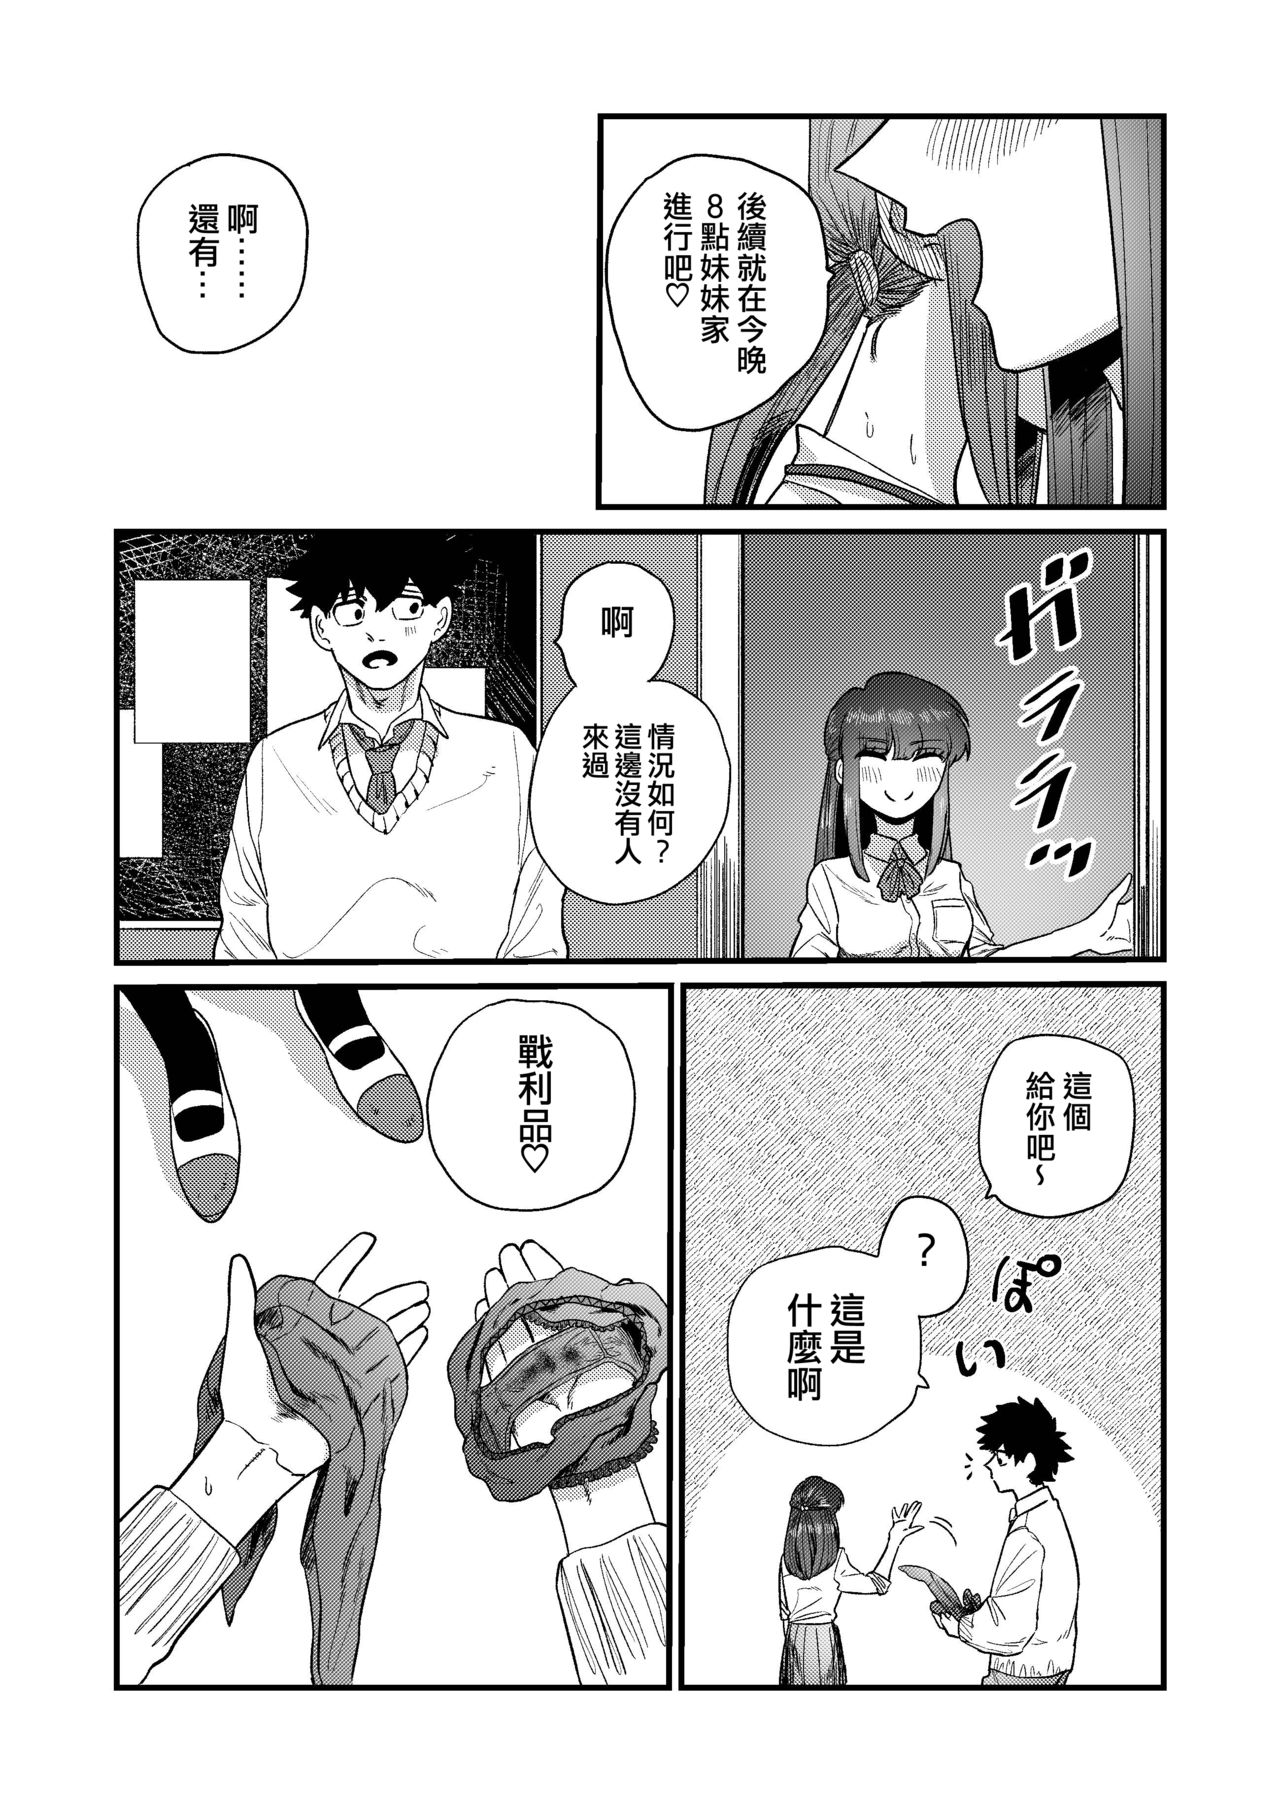 後續就在今晚
8點妹妹家
進行吧♡
啊……
還有…
ガラララッ
啊
情況如何？
這邊沒有人
來過
這個
給你吧~
ぽい
？
這是
什麼啊
戰利品♡